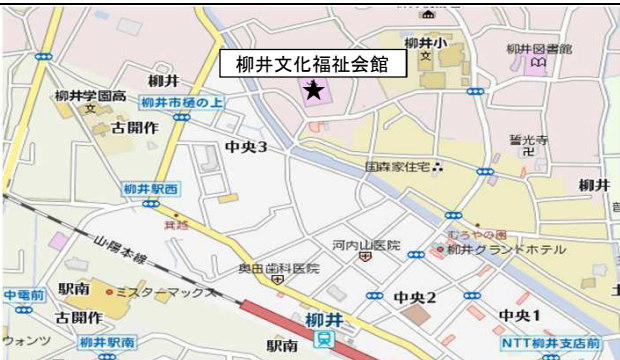 柳井文化福祉会館
★
柳井小
柳井図書館
柳井
柳井学園高
柳井市樋の上
古開作
中央3
誓光寺
国森家住宅
柳井
柳井駅西
箕越
むろやの園
柳井グランドホテル
河内山医院
山陽本線
奥田歯科医院
駅南
ミスターマックス
中電前
古開作
中央2
中央1
柳井
ウォンツ
柳井駅南
駅南
NTT柳井支店前